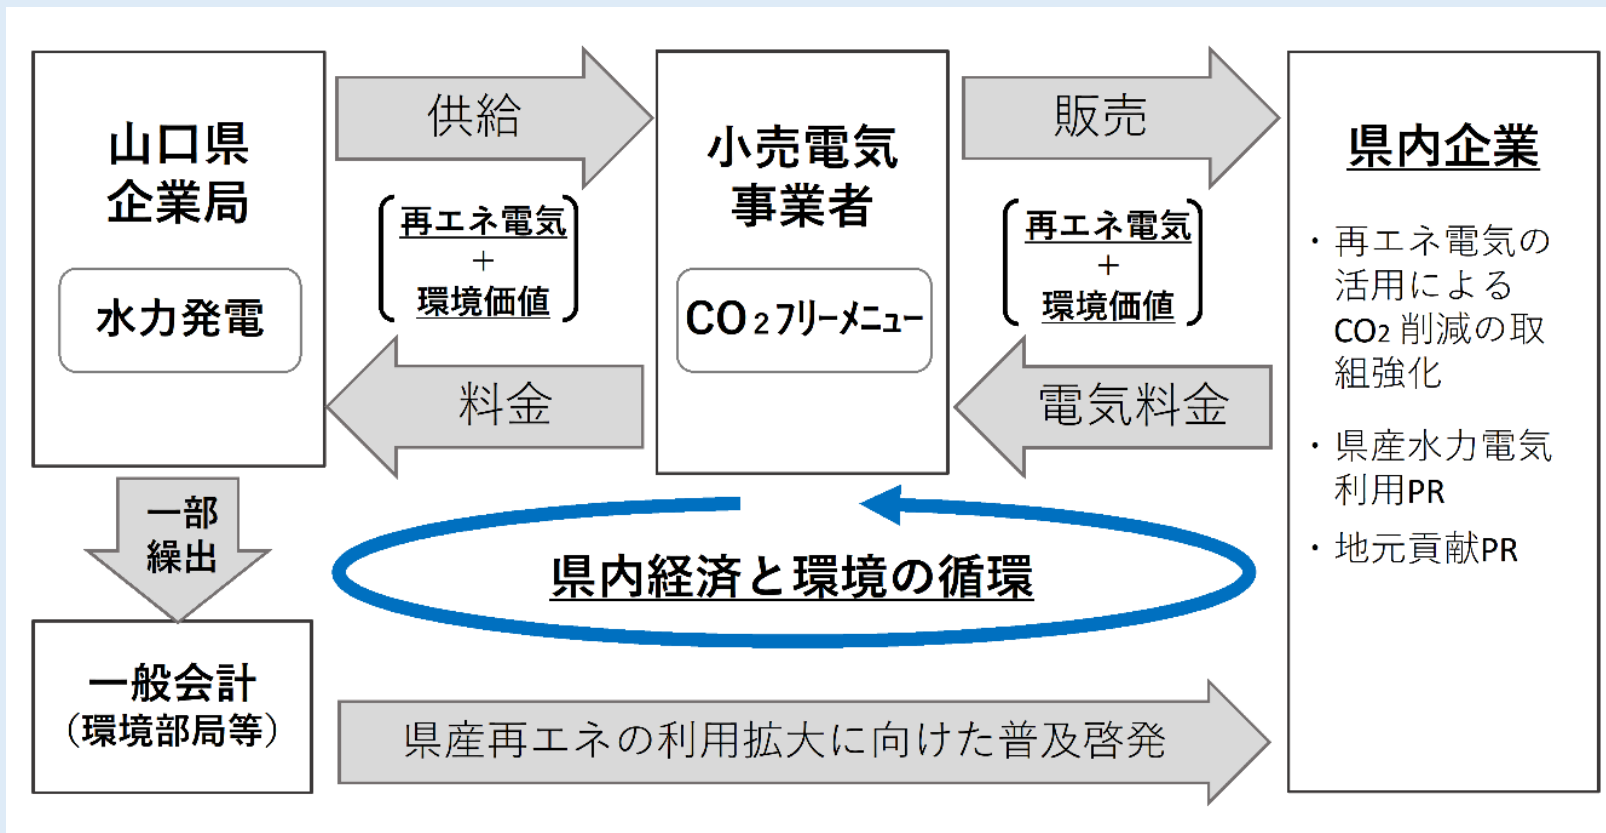 山口県
企業局
水力発電
供給
再エネ電気
+
環境価値
料金
小売電気
事業者
CO₂フリーメニュー
販売
再エネ電気
+
環境価値
電気料金
県内企業
・再エネ電気の
活用による
CO₂削減の取
組強化
・県産水力電気
利用PR
・地元貢献PR
一部
繰出
県内経済と環境の循環
一般会計
（環境部局等）
県産再エネの利用拡大に向けた普及啓発